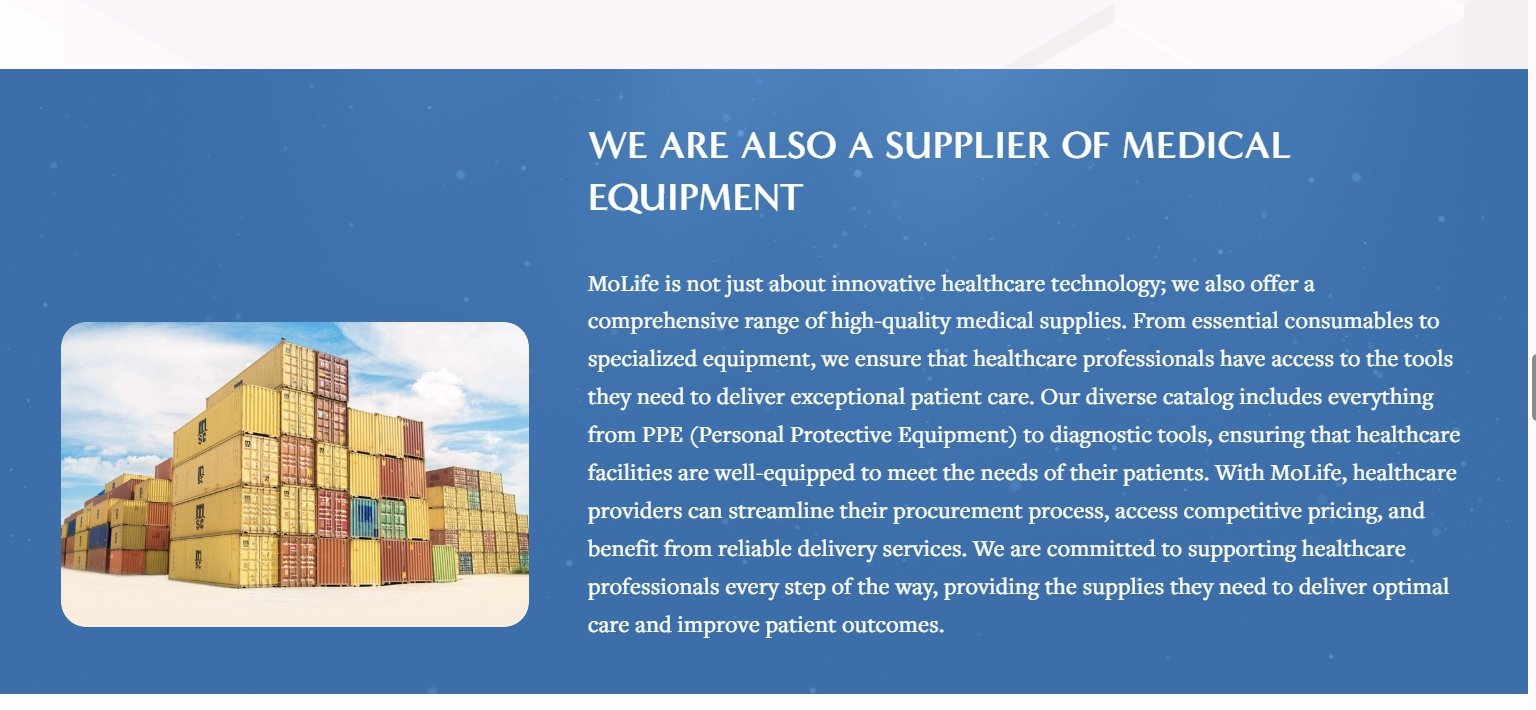 WE ARE ALSO A SUPPLIER OF MEDICAL
EQUIPMENT
MoLife is not just about innovative healthcare technology; we also offer a
comprehensive range of high-quality medical supplies. From essential consumables to
specialized equipment, we ensure that healthcare professionals have access to the tools
they need to deliver exceptional patient care. Our diverse catalog includes everything
from PPE (Personal Protective Equipment) to diagnostic tools, ensuring that healthcare
facilities are well-equipped to meet the needs of their patients. With MoLife, healthcare
providers can streamline their procurement process, access competitive pricing, and
benefit from reliable delivery services. We are committed to supporting healthcare
professionals every step of the way, providing the supplies they need to deliver optimal
care and improve patient outcomes.